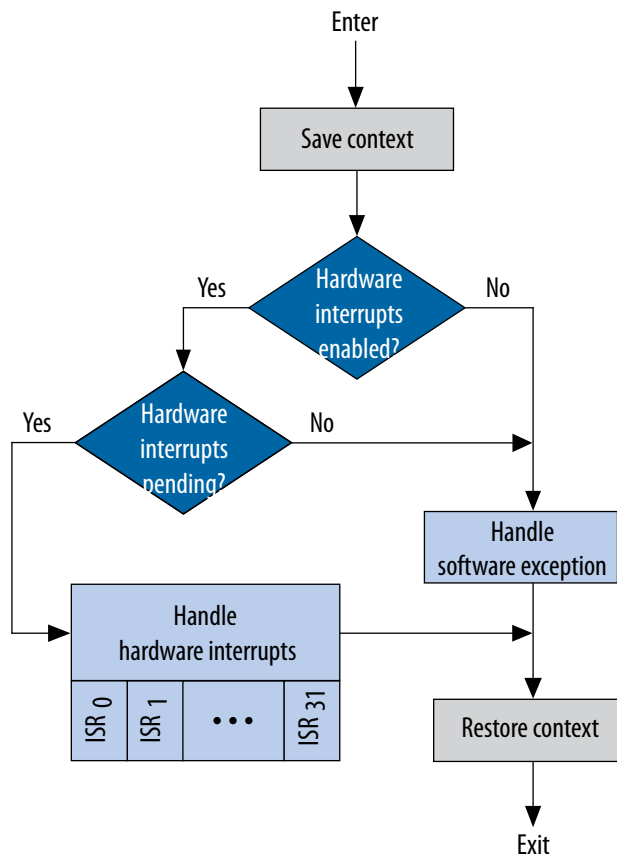 Enter
Save context
Yes
Hardware
interrupts
enabled?
No
Yes
Hardware
interrupts
pending?
No
Handle
software exception
Handle
hardware interrupts
ISR 0
ISR 1
•••
ISR 31
Restore context
Exit